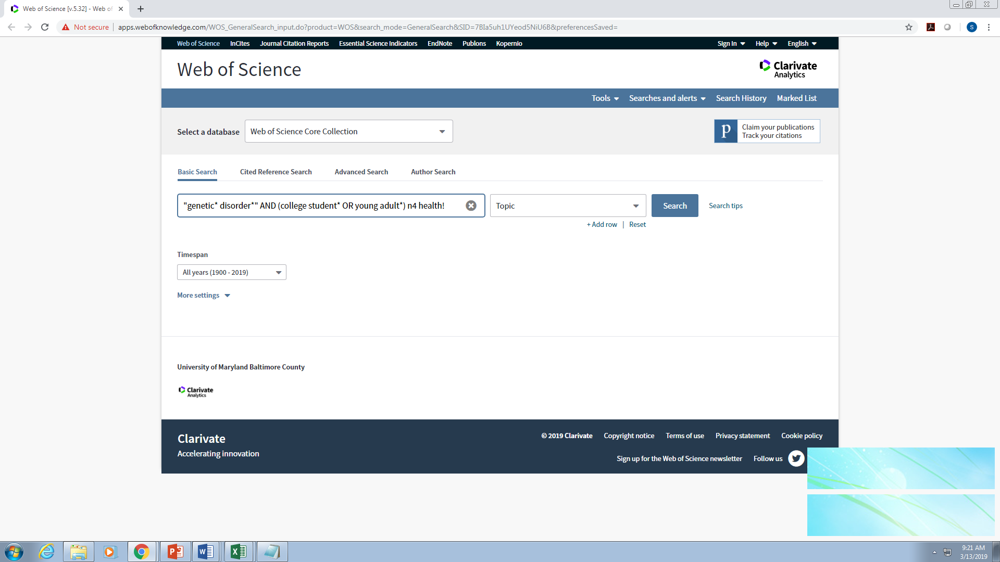 Web of Science [v.5.32] - Web of
Not secure | apps.webofknowledge.com/WOS_GeneralSearch_input.do?product=WOS&search_mode=GeneralSearch&SID=7BIa5uh1UYeod5NiU6B&preferencesSaved=
S
Web of Science InCites Journal Citation Reports Essential Science Indicators EndNote Publons Kopernio Sign In Help English
Web of Science
Clarivate
Analytics
Tools Searches and alerts Search History Marked List
Select a database Web of Science Core Collection
p
Claim your publications
Track your citations
Basic Search Cited Reference Search Advanced Search Author Search
"genetic* disorder*" AND (college student* OR young adult*) n4 health! Topic Search Search tips
+ Add row | Reset
Timespan
All years (1900 - 2019)
More settings
University of Maryland Baltimore County
Clarivate
Analytics
Clarivate
Accelerating innovation
© 2019 Clarivate Copyright notice Terms of use Privacy statement Cookie policy
Sign up for the Web of Science newsletter Follow us
9:21 AM
3/13/2019